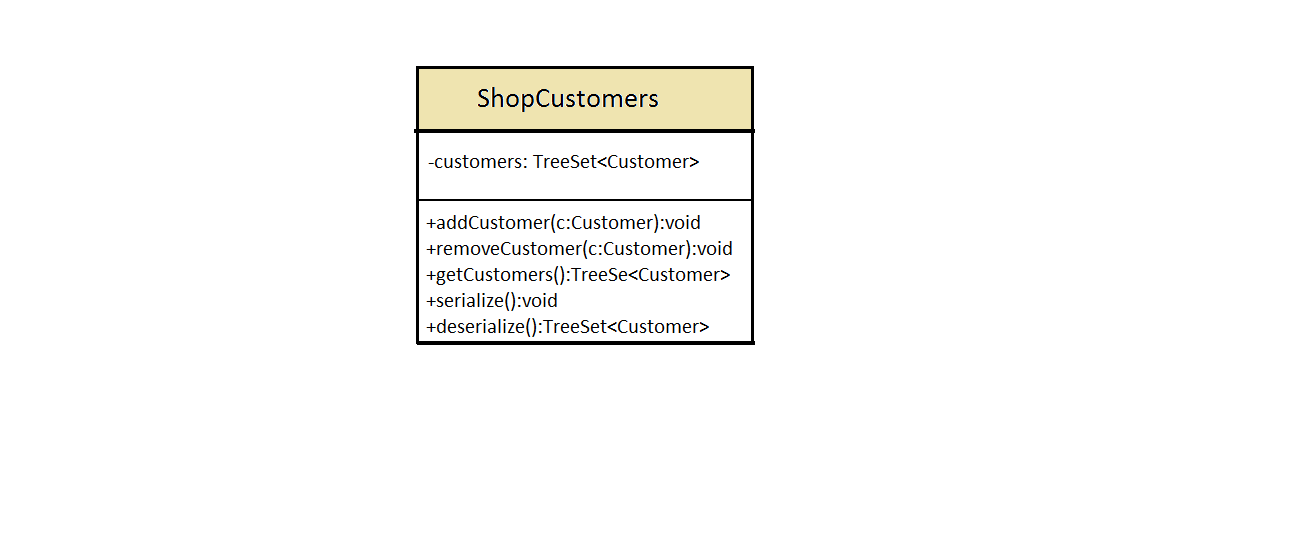 ShopCustomers
-customers: TreeSet<Customer>
+addCustomer(c:Customer):void
+removeCustomer(c:Customer):void
+getCustomers():TreeSe<Customer>
+serialize():void
+deserialize():TreeSet<Customer>